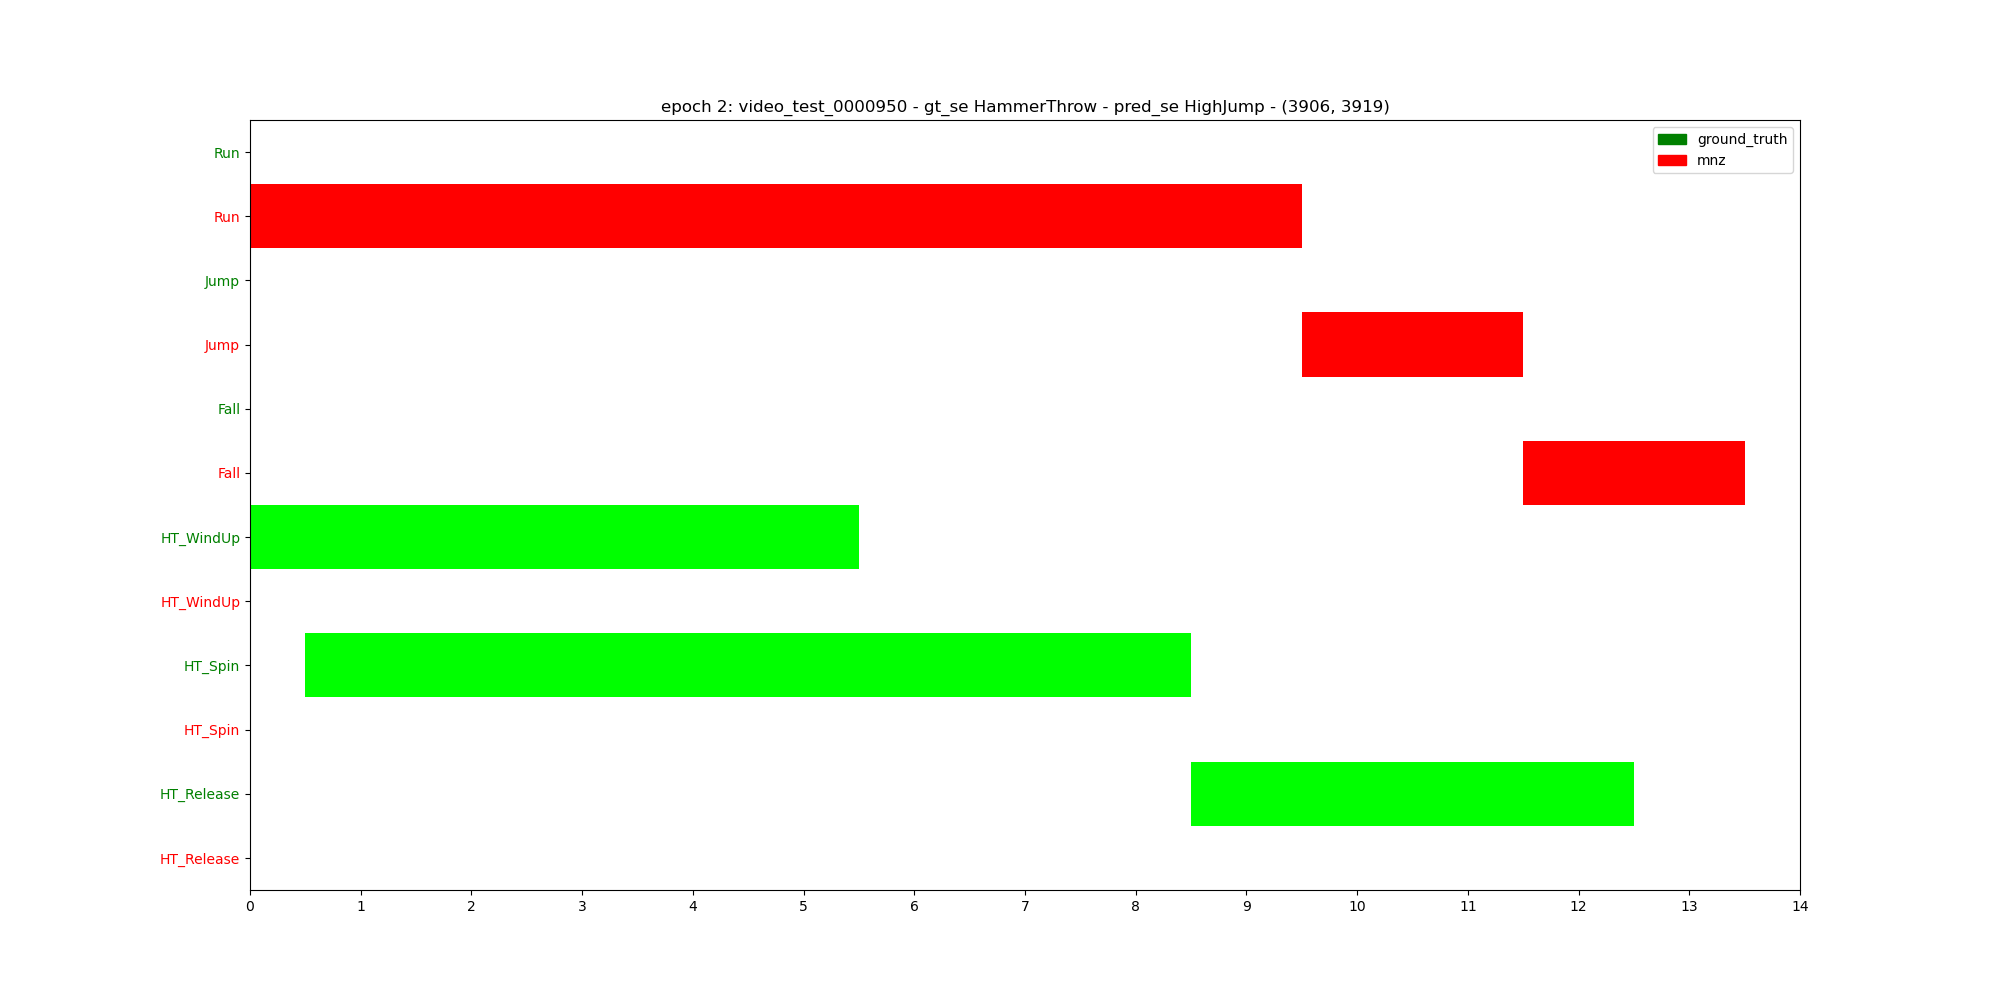 epoch 2: video_test_0000950 - gt_se HammerThrow - pred_se HighJump - (3906, 3919)
ground_truth
mnz
Run
Run
Jump
Jump
Fall
Fall
HT_WindUp
HT_WindUp
HT_Spin
HT_Spin
HT_Release
HT_Release
0 1 2 3 4 5 6 7 8 9 10 11 12 13 14